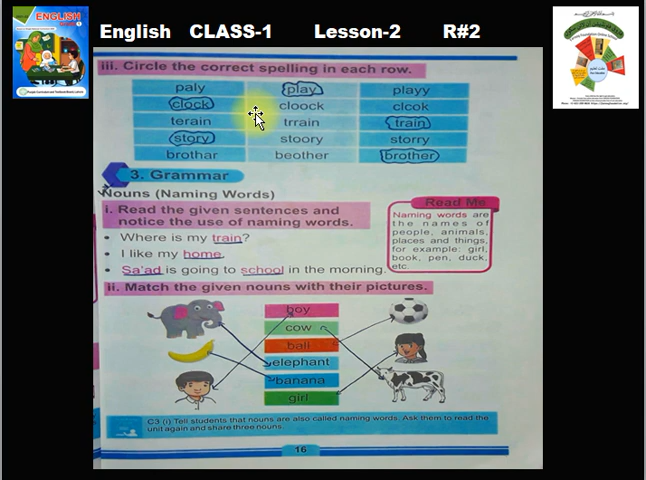 English CLASS-1 Lesson-2 R#2
ENGLISH
iii. Circle the correct spelling in each row.
paly play playy
clock cloock clcok
terain trrain train
story stoory storry
brothar beother brother
3. Grammar
Nouns (Naming Words)
i. Read the given sentences and
notice the use of naming words.
• Where is my train?
• I like my home.
• Sa'ad is going to school in the morning.
Read Me
Naming words are
the names of
people, animals,
places and things,
for example: girl,
book, pen, duck,
etc.
ii. Match the given nouns with their pictures.
boy
cow
ball
elephant
banana
girl
C3 (i) Tell students that nouns are also called naming words. Ask them to read the
unit again and share three nouns.
16